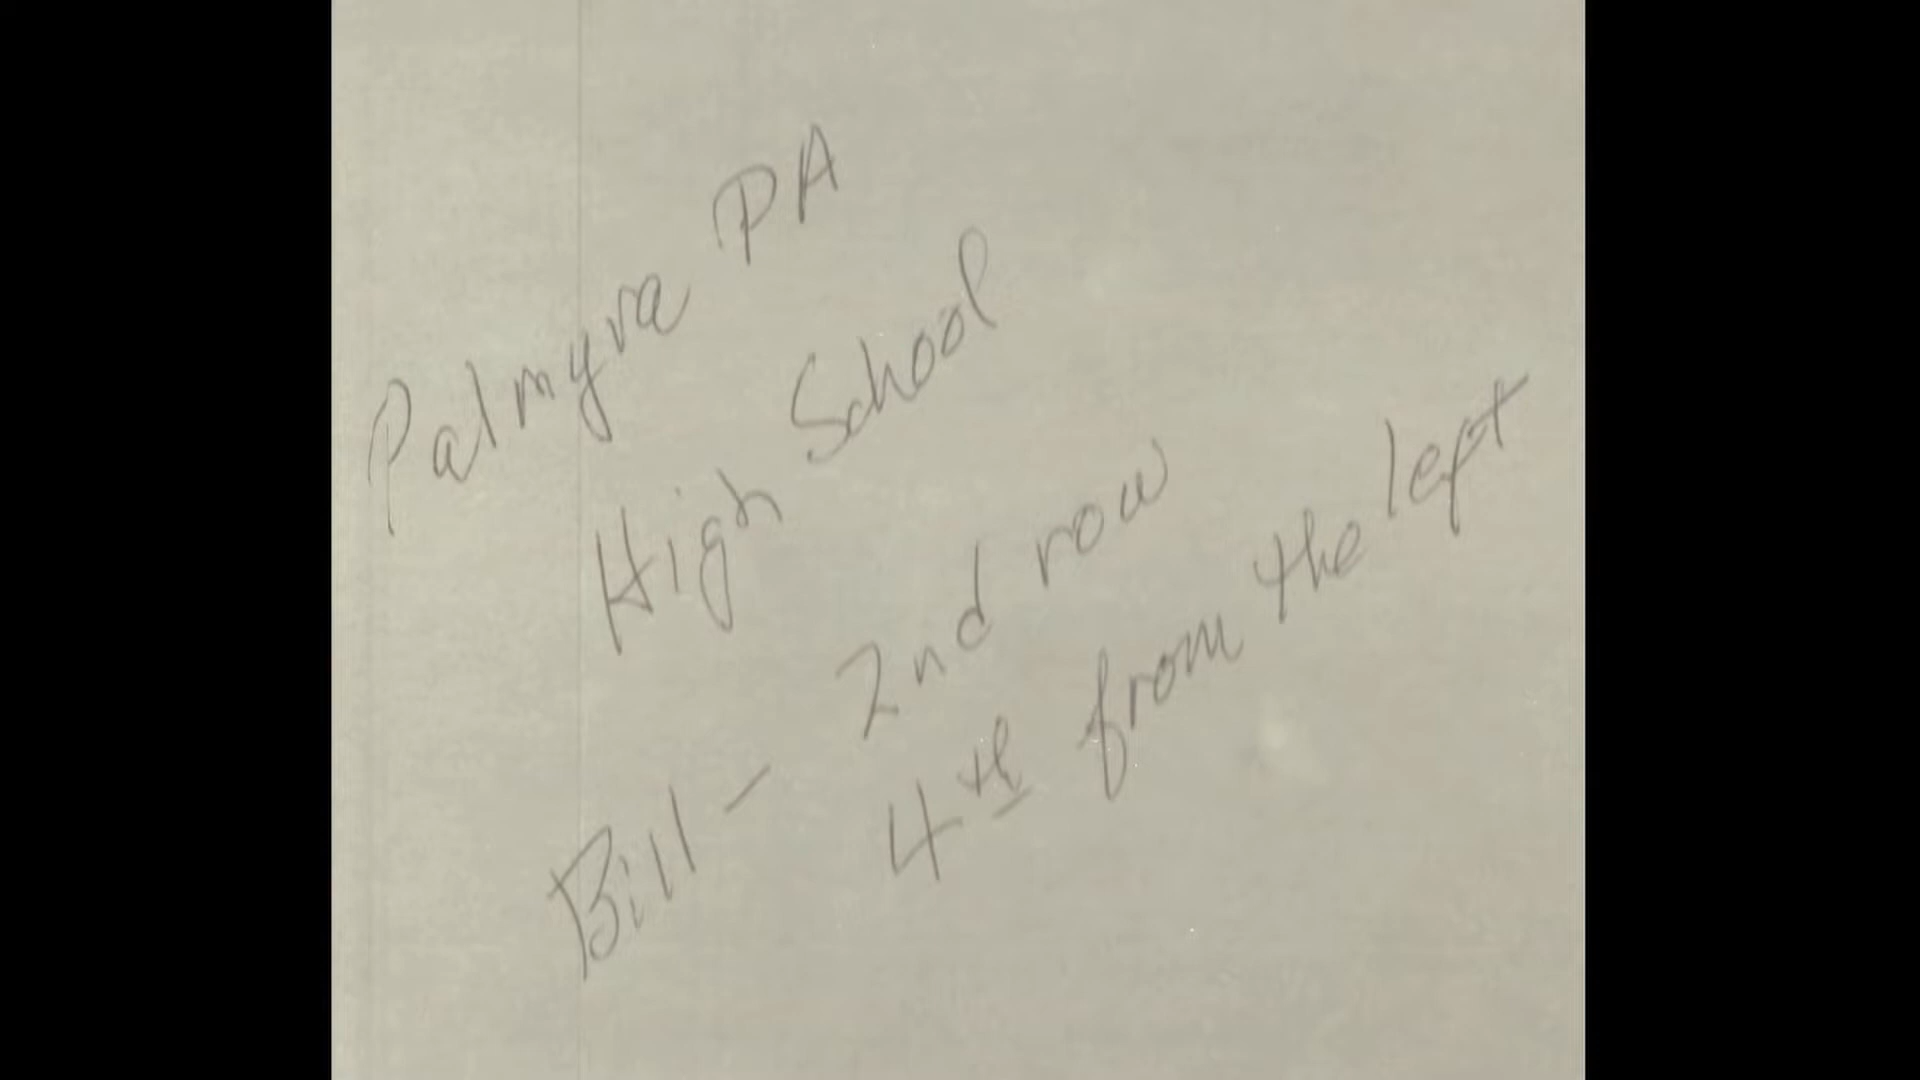 Palmyra PA
High School
Bill - 2nd row
4th from the left